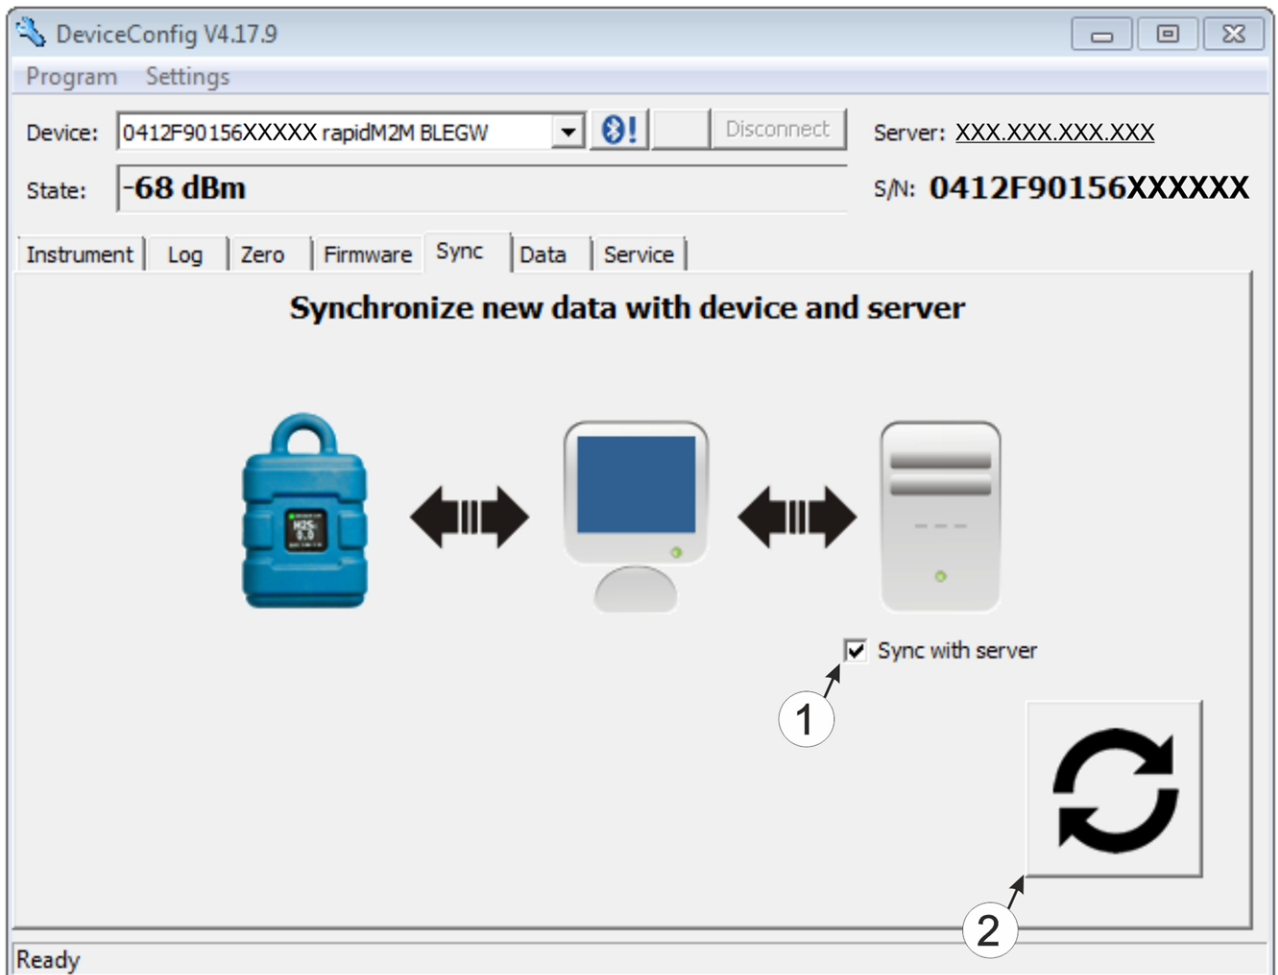 DeviceConfig V4.17.9
Program Settings
Device: 0412F90156XXXXX rapidM2M BLEGW ! Disconnect Server: XXX.XXX.XXX.XXX
State: -68 dBm S/N: 0412F90156XXXXXX
Instrument Log Zero Firmware Sync Data Service
Synchronize new data with device and server
H2S
0.0
Sync with server
1
2
Ready